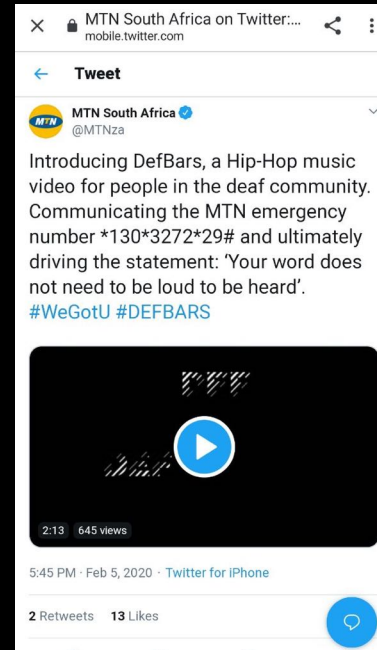 MTN South Africa on Twitter:...
mobile.twitter.com
Tweet
MTN
MTN South Africa
@MTNza
Introducing DefBars, a Hip-Hop music
video for people in the deaf community.
Communicating the MTN emergency
number *130*3272*29# and ultimately
driving the statement: ‘Your word does
not need to be loud to be heard’.
#WeGotU #DEFBARS
2:13 645 views
5:45 PM · Feb 5, 2020 · Twitter for iPhone
2 Retweets 13 Likes